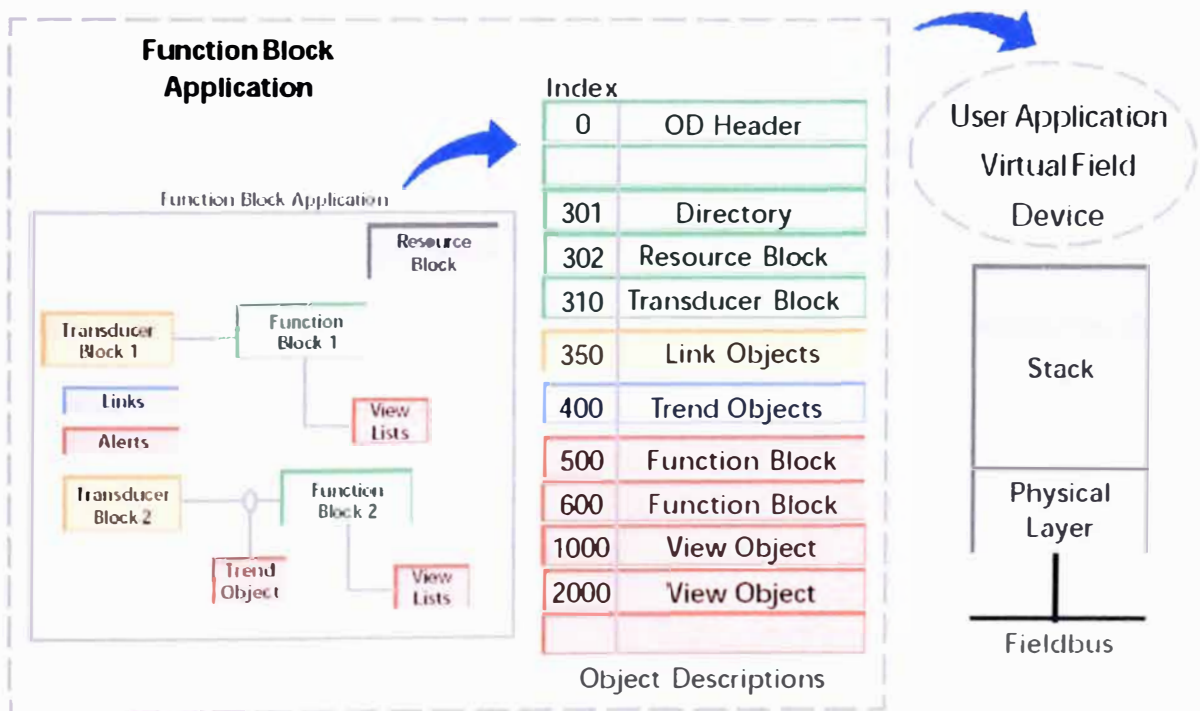 Function Block
Application
Function Block Application
Resource
Block
Transducer
Block 1
Function
Block 1
Links
Alerts
View
Lists
Transducer
Block 2
Function
Block 2
Trend
Object
View
Lists
Index
0 OD Header
301 Directory
302 Resource Block
310 Transducer Block
350 Link Objects
400 Trend Objects
500 Function Block
600 Function Block
1000 View Object
2000 View Object
Object Descriptions
User Application
Virtual Field
Device
Stack
Physical
Layer
Fieldbus